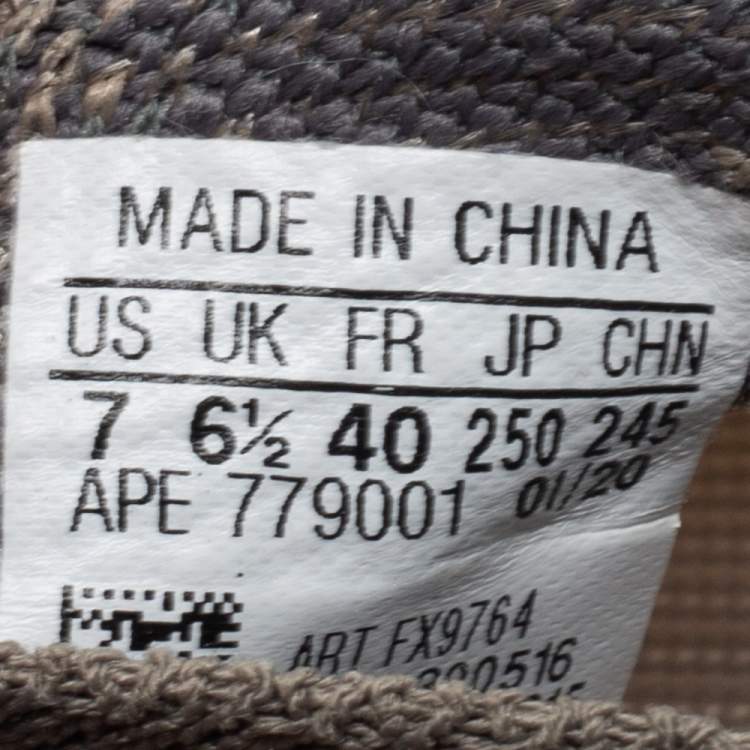 MADE IN CHINA
US UK FR JP CHN
7 6½ 40 250 245
APE 779001 01/20
ART FX9764